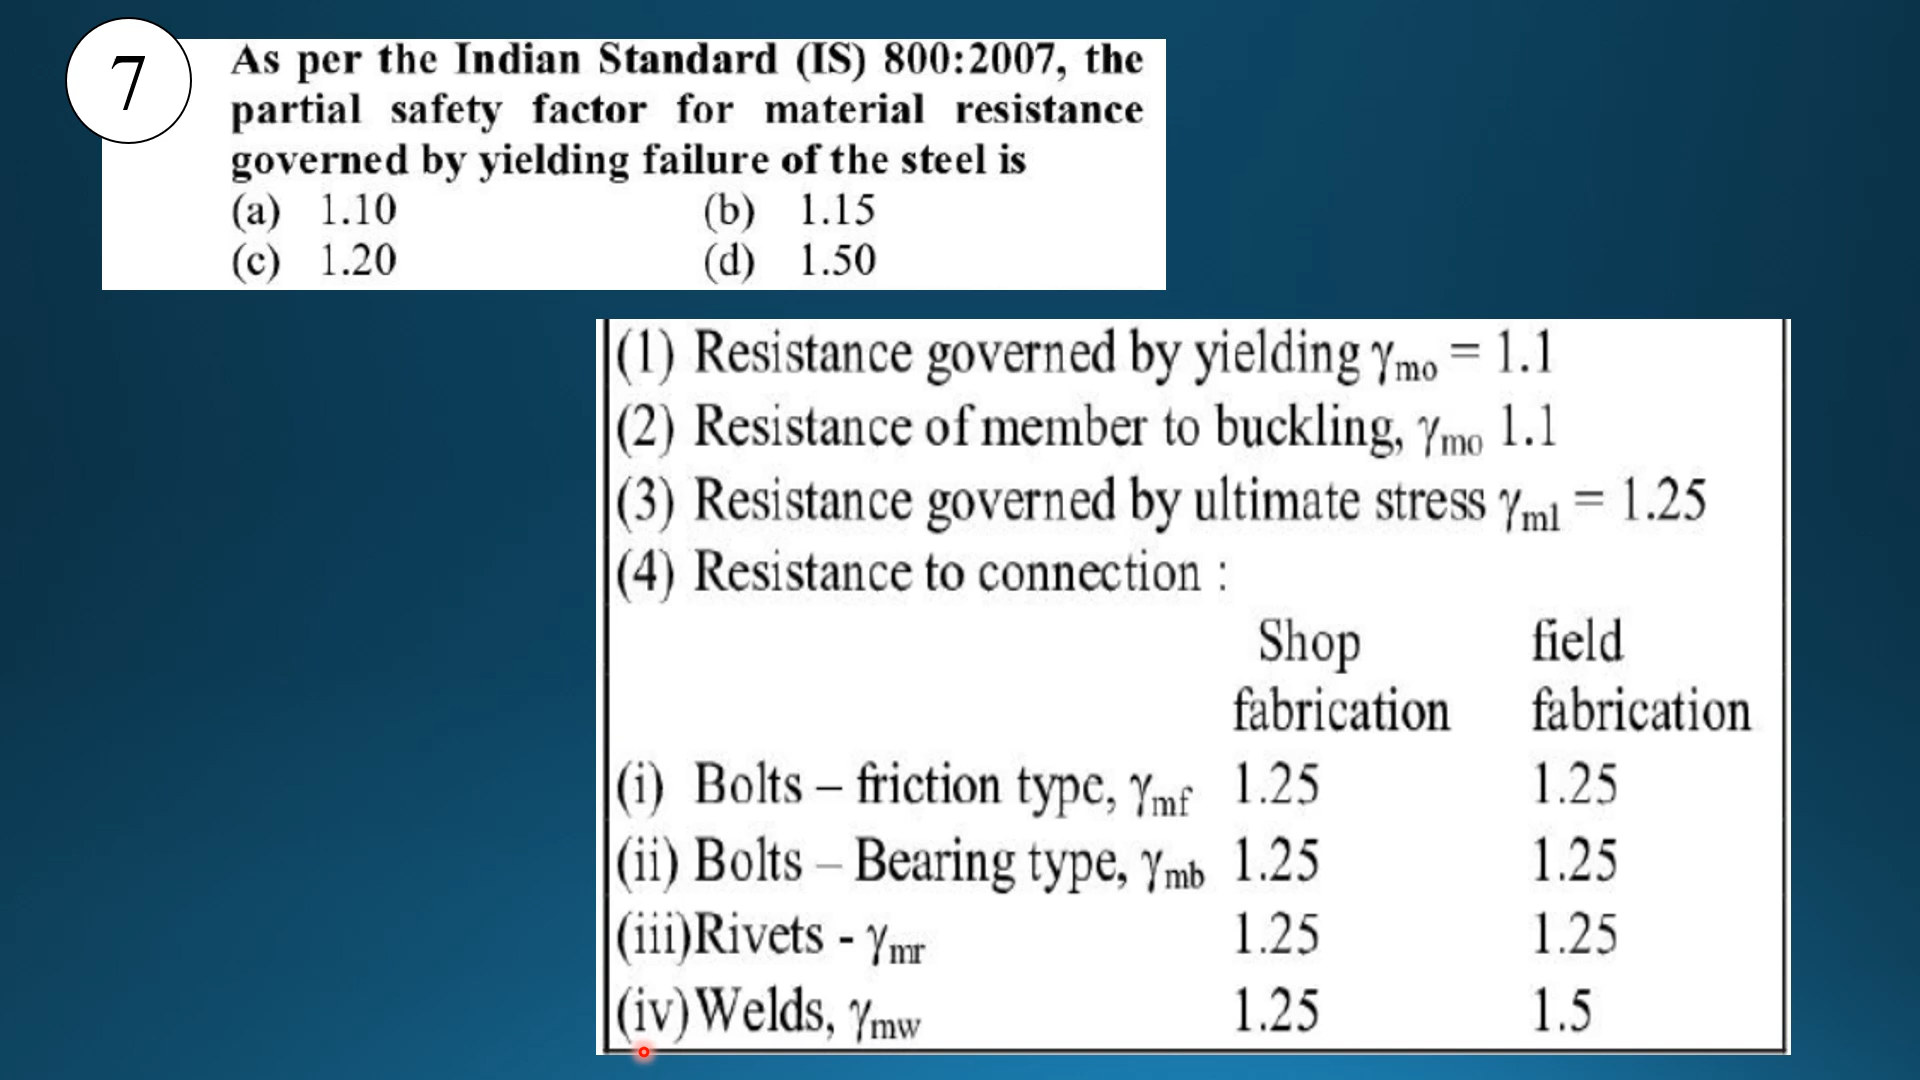 7
As per the Indian Standard (IS) 800:2007, the
partial safety factor for material resistance
governed by yielding failure of the steel is
(a) 1.10 (b) 1.15
(c) 1.20 (d) 1.50
(1) Resistance governed by yielding γmo = 1.1
(2) Resistance of member to buckling, γmo 1.1
(3) Resistance governed by ultimate stress γml = 1.25
(4) Resistance to connection :
Shop field
fabrication fabrication
(i) Bolts – friction type, γmf 1.25 1.25
(ii) Bolts – Bearing type, γmb 1.25 1.25
(iii) Rivets - γmr 1.25 1.25
(iv) Welds, γmw 1.25 1.5